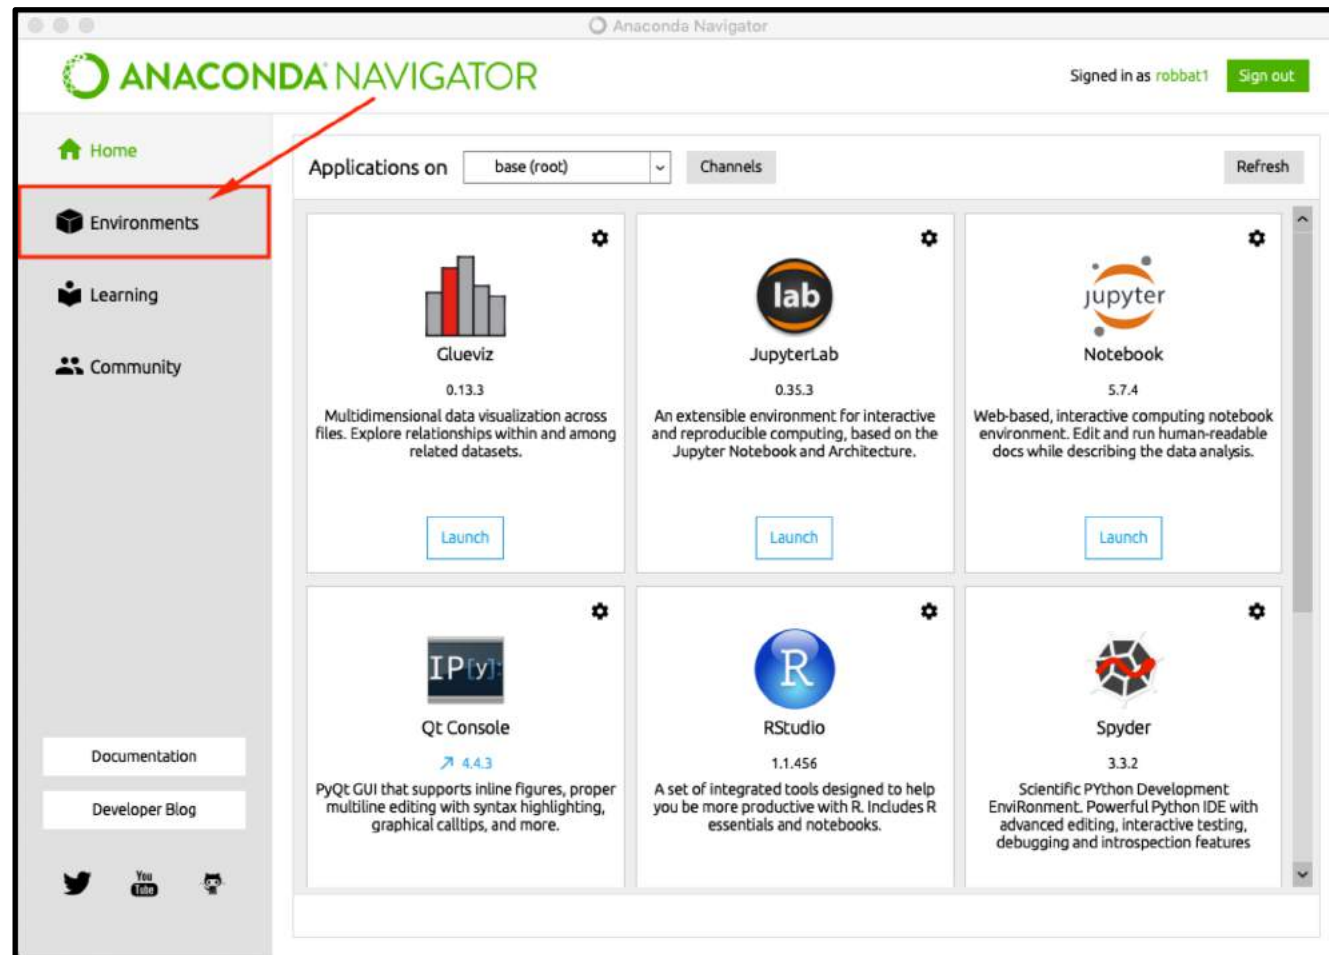 Anaconda Navigator
ANACONDA NAVIGATOR
Signed in as robbat1
Sign out
Home
Environments
Learning
Community
Documentation
Developer Blog
You
Tube
Applications on
base (root)
Channels
Refresh
Glueviz
0.13.3
Multidimensional data visualization across
files. Explore relationships within and among
related datasets.
Launch
lab
JupyterLab
0.35.3
An extensible environment for interactive
and reproducible computing, based on the
Jupyter Notebook and Architecture.
Launch
jupyter
Notebook
5.7.4
Web-based, interactive computing notebook
environment. Edit and run human-readable
docs while describing the data analysis.
Launch
IP[y]:
Qt Console
4.4.3
PyQt GUI that supports inline figures, proper
multiline editing with syntax highlighting,
graphical calltips, and more.
R
RStudio
1.1.456
A set of integrated tools designed to help
you be more productive with R. Includes R
essentials and notebooks.
Spyder
3.3.2
Scientific PYthon Development
EnviRonment. Powerful Python IDE with
advanced editing, interactive testing,
debugging and introspection features